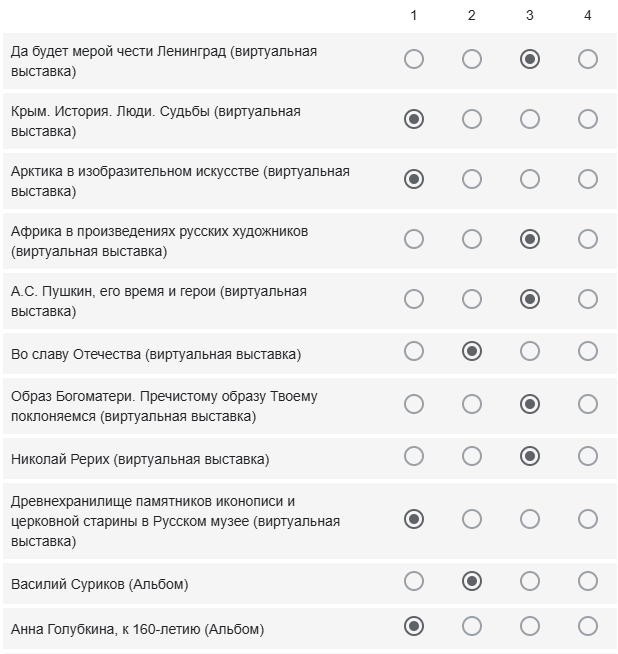 1 2 3 4
Да будет мерой чести Ленинград (виртуальная
выставка)
Крым. История. Люди. Судьбы (виртуальная
выставка)
Арктика в изобразительном искусстве (виртуальная
выставка)
Африка в произведениях русских художников
(виртуальная выставка)
А.С. Пушкин, его время и герои (виртуальная
выставка)
Во славу Отечества (виртуальная выставка)
Образ Богоматери. Пречистому образу Твоему
поклоняемся (виртуальная выставка)
Николай Рерих (виртуальная выставка)
Древнехранилище памятников иконописи и
церковной старины в Русском музее (виртуальная
выставка)
Василий Суриков (Альбом)
Анна Голубкина, к 160-летию (Альбом)